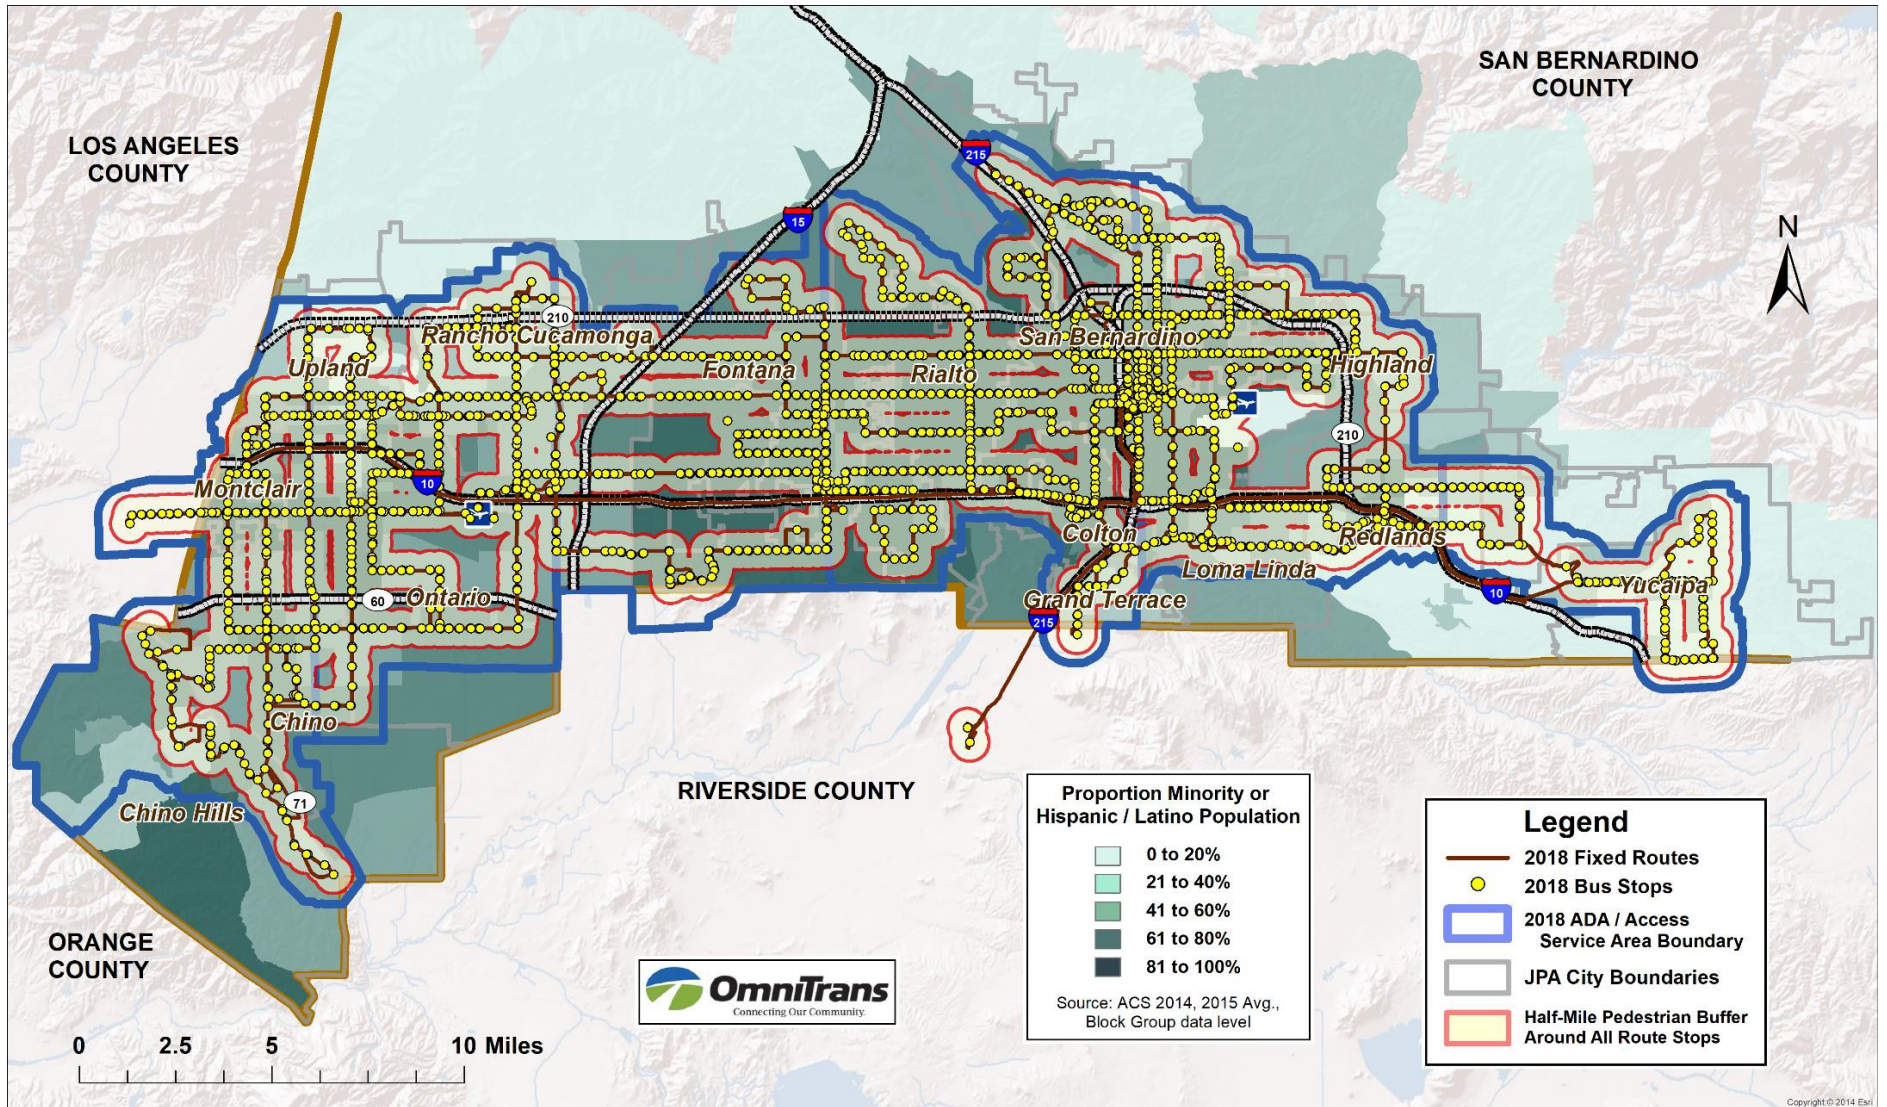 SAN BERNARDINO
COUNTY
LOS ANGELES
COUNTY
215
15
N
210
Rancho Cucamonga
San Bernardino
Upland
Fontana
Rialto
Highland
210
Montclair
10
Colton
Redlands
Loma Linda
Yucaipa
60
Ontario
Grand Terrace
10
215
Chino
71
Chino Hills
RIVERSIDE COUNTY
ORANGE
COUNTY
0 2.5 5 10 Miles
OmniTrans
Connecting Our Community.
Proportion Minority or
Hispanic / Latino Population
0 to 20%
21 to 40%
41 to 60%
61 to 80%
81 to 100%
Source: ACS 2014, 2015 Avg.,
Block Group data level
Legend
2018 Fixed Routes
2018 Bus Stops
2018 ADA / Access
Service Area Boundary
JPA City Boundaries
Half-Mile Pedestrian Buffer
Around All Route Stops
Copyright:© 2014 Esri